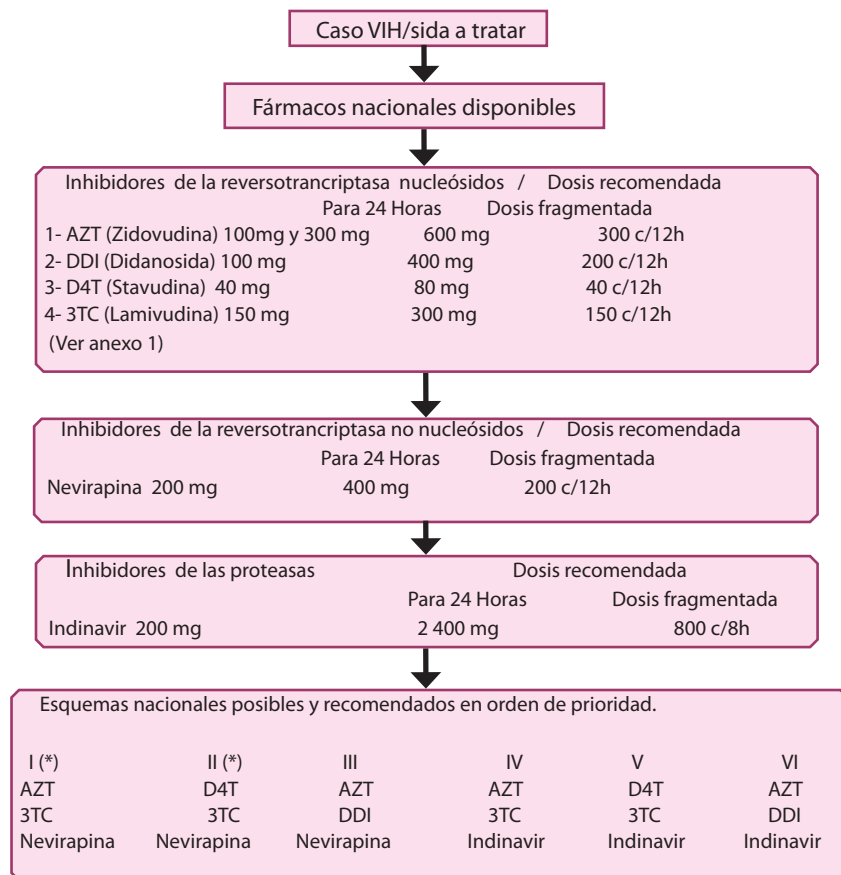 Caso VIH/sida a tratar
Fármacos nacionales disponibles
Inhibidores de la reversotrancriptasa nucleósidos / Dosis recomendada
Para 24 Horas Dosis fragmentada
1- AZT (Zidovudina) 100mg y 300 mg 600 mg 300 c/12h
2- DDI (Didanosida) 100 mg 400 mg 200 c/12h
3- D4T (Stavudina) 40 mg 80 mg 40 c/12h
4- 3TC (Lamivudina) 150 mg 300 mg 150 c/12h
(Ver anexo 1)
Inhibidores de la reversotrancriptasa no nucleósidos / Dosis recomendada
Para 24 Horas Dosis fragmentada
Nevirapina 200 mg 400 mg 200 c/12h
Inhibidores de las proteasas Dosis recomendada
Para 24 Horas Dosis fragmentada
Indinavir 200 mg 2 400 mg 800 c/8h
Esquemas nacionales posibles y recomendados en orden de prioridad.
I (*) II (*) III IV V VI
AZT D4T AZT AZT D4T AZT
3TC 3TC DDI 3TC 3TC DDI
Nevirapina Nevirapina Nevirapina Indinavir Indinavir Indinavir